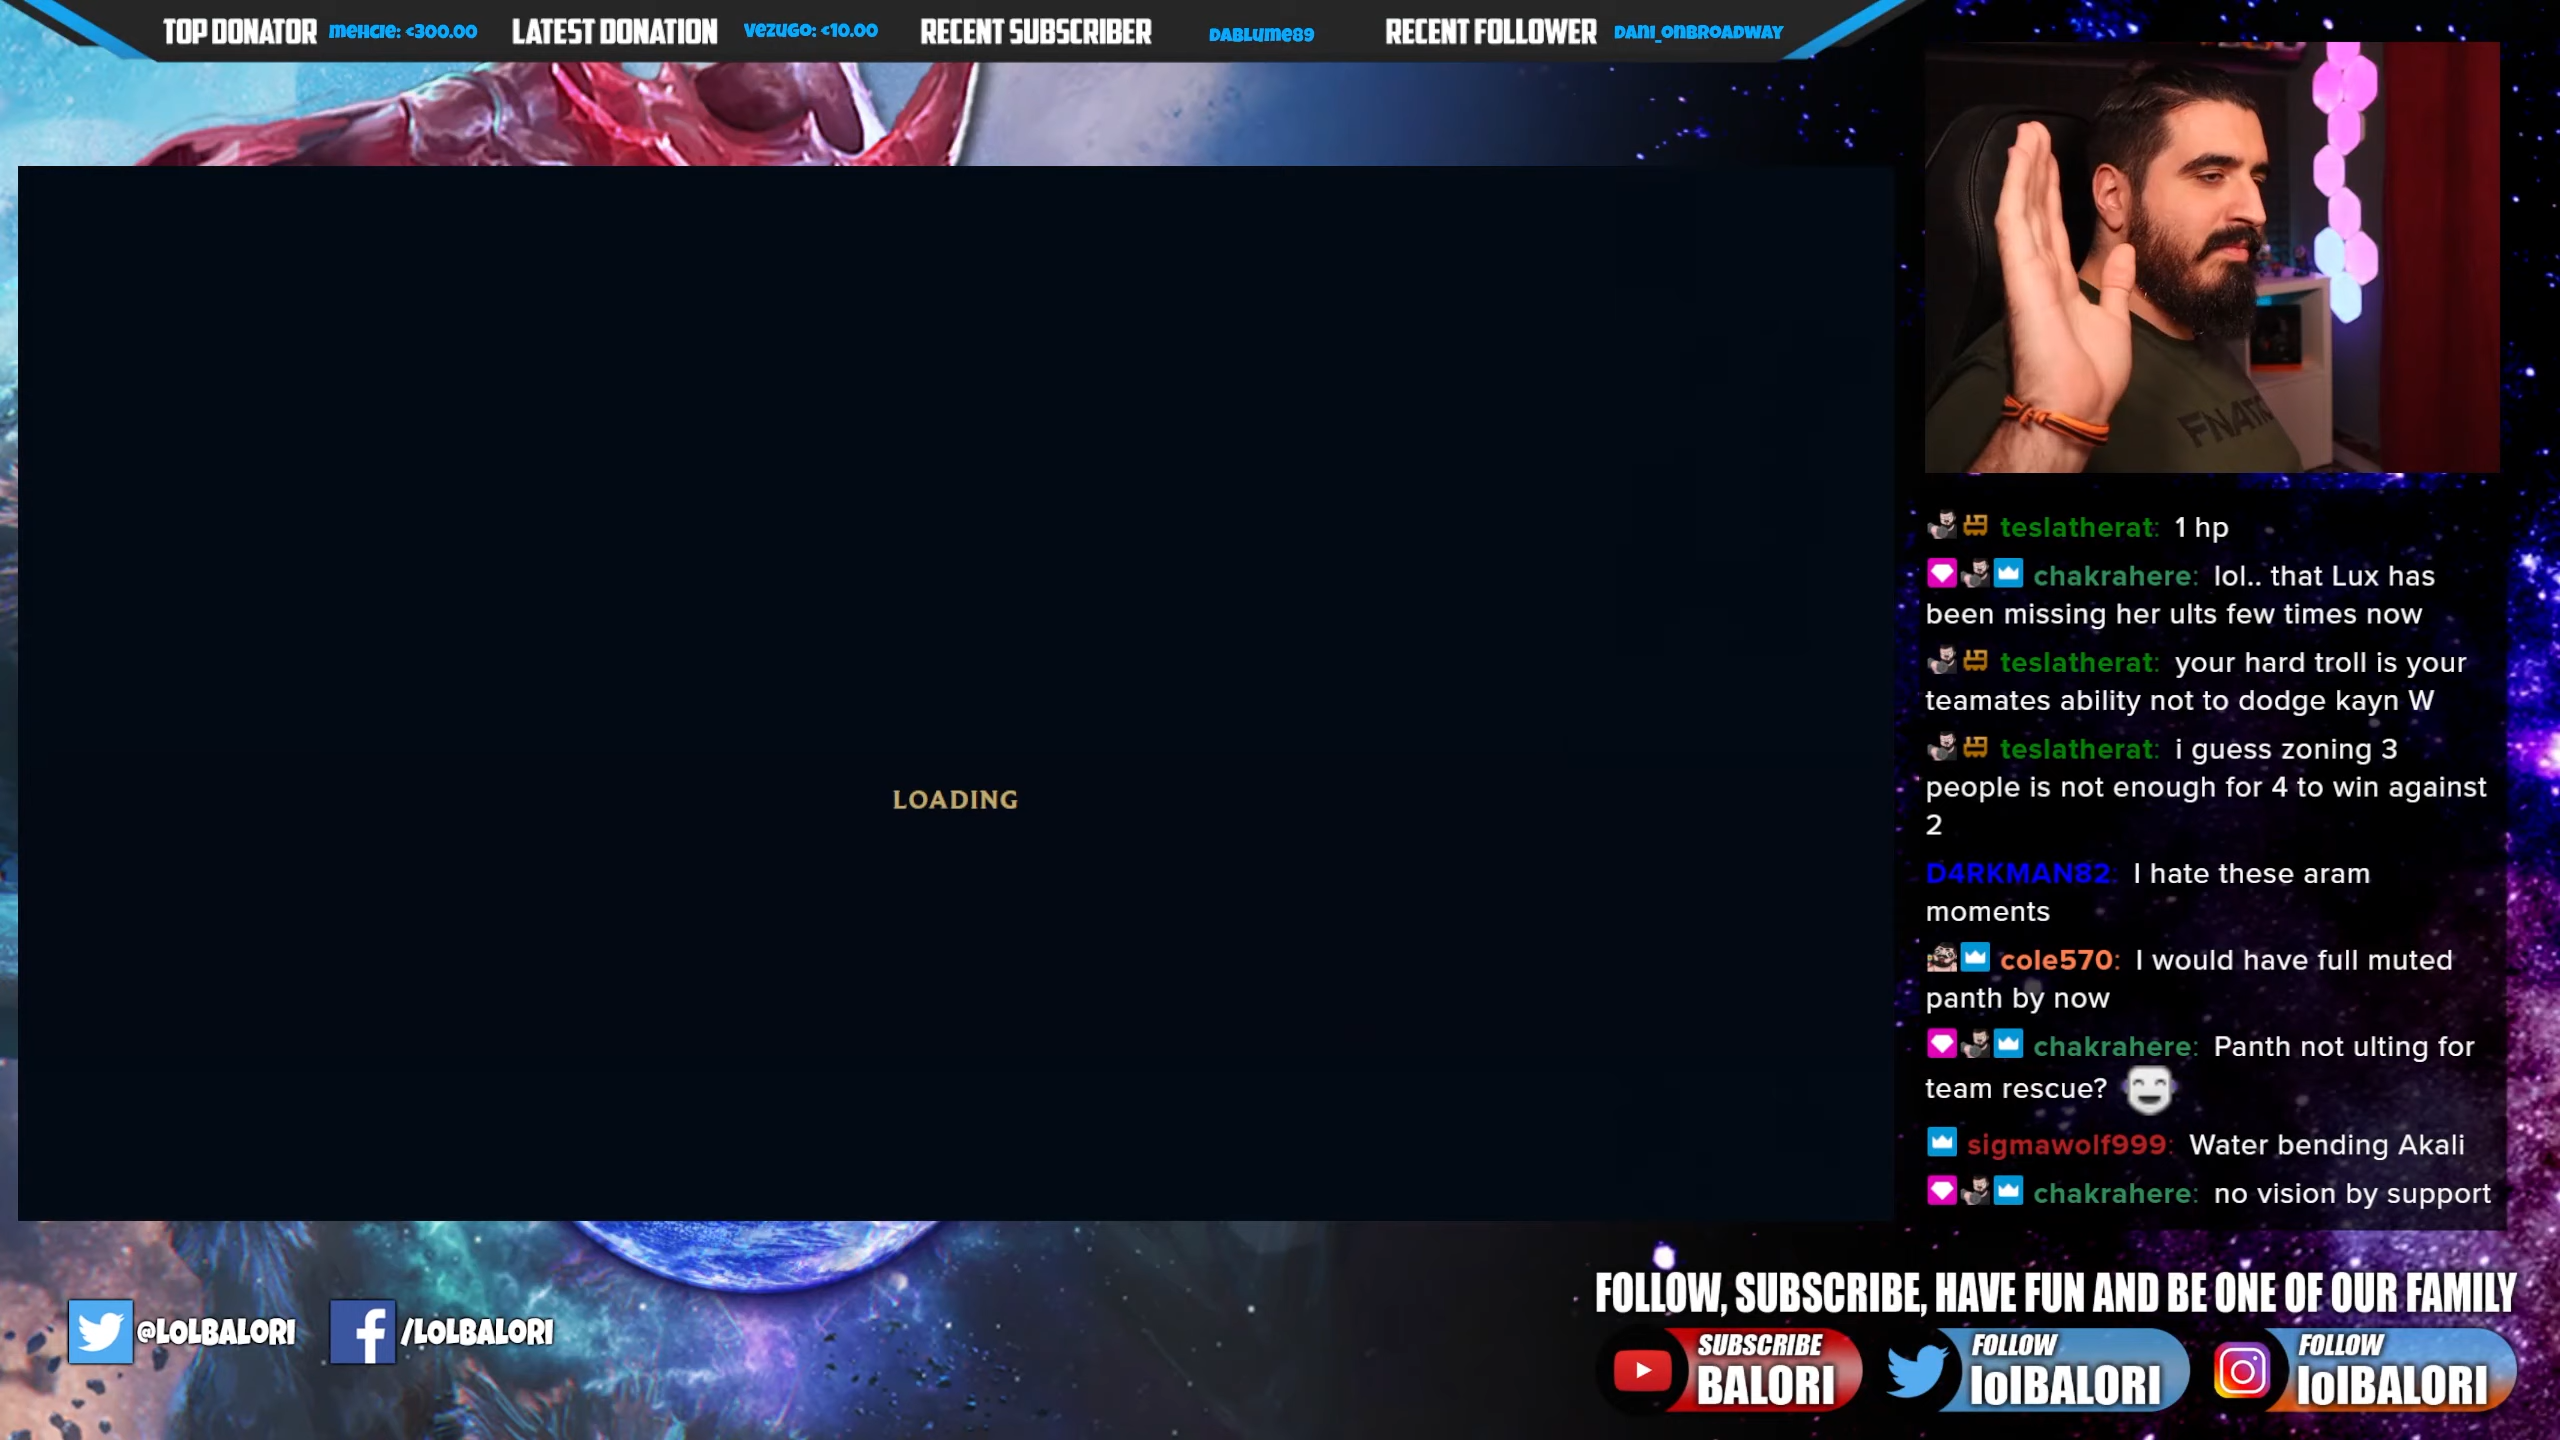 TOP DONATOR mehcie: €300.00 LATEST DONATION vezugo: €10.00 RECENT SUBSCRIBER DABlume89 RECENT FOLLOWER DANI_ONBROADWAY
FNATIC
teslatherat: 1 hp
chakrahere: lol.. that Lux has
been missing her ults few times now
teslatherat: your hard troll is your
teamates ability not to dodge kayn W
teslatherat: i guess zoning 3
people is not enough for 4 to win against
2
LOADING
D4RKMAN82: I hate these aram
moments
cole570: I would have full muted
panth by now
chakrahere: Panth not ulting for
team rescue?
sigmawolf999: Water bending Akali
chakrahere: no vision by support
FOLLOW, SUBSCRIBE, HAVE FUN AND BE ONE OF OUR FAMILY
@LOLBALORI /LOLBALORI
SUBSCRIBE
BALORI
FOLLOW
lolBALORI
FOLLOW
lolBALORI